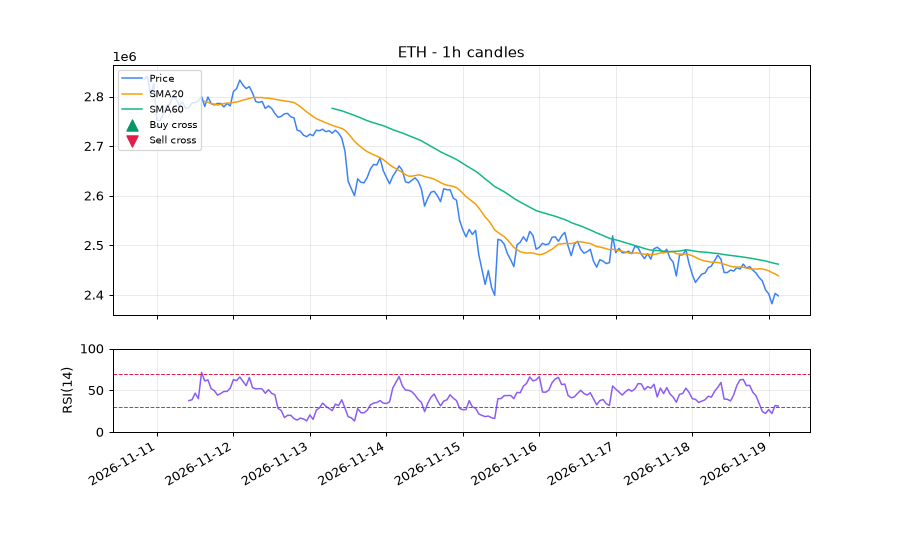 ETH - 1h candles
1e6
Price
SMA20
SMA60
Buy cross
Sell cross
2.8
2.7
2.6
2.5
2.4
RSI(14)
100
50
0
2026-11-11
2026-11-12
2026-11-13
2026-11-14
2026-11-15
2026-11-16
2026-11-17
2026-11-18
2026-11-19